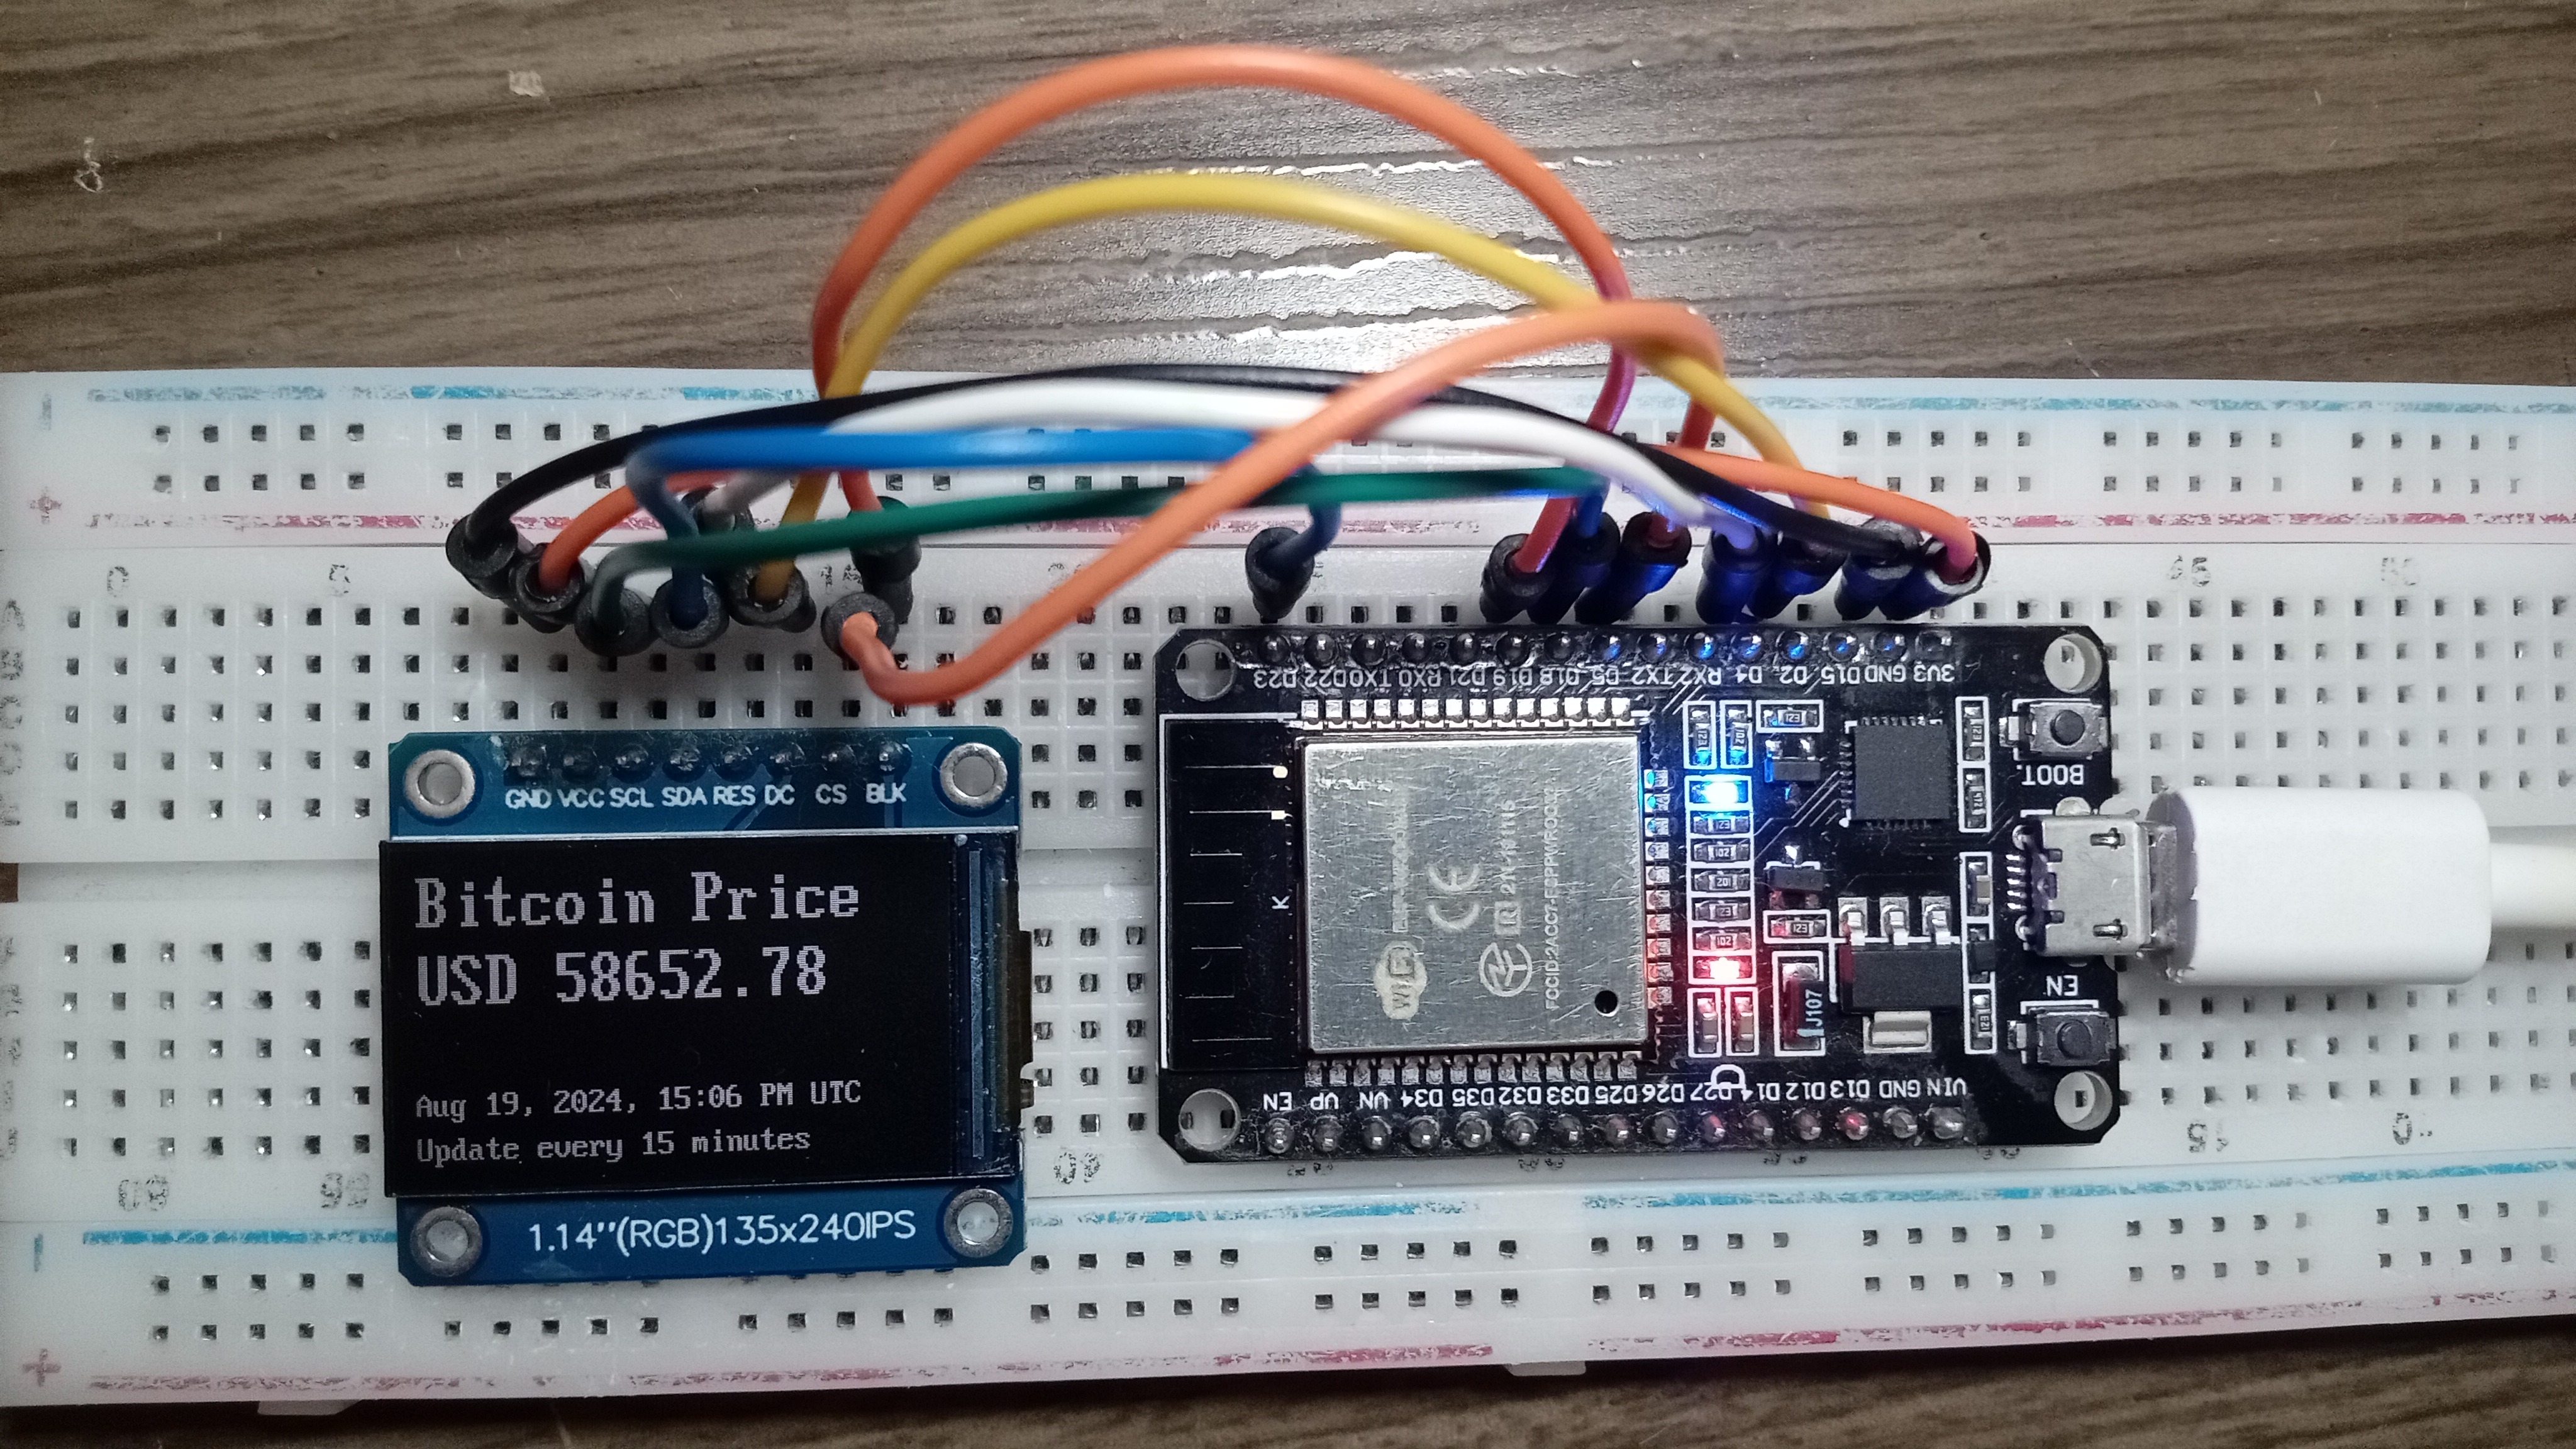 GND VCC SCL SDA RES DC CS BLK
Bitcoin Price
USD 58652.78
Aug 19, 2024, 15:06 PM UTC
Update every 15 minutes
1.14''(RGB)135x240IPS
D23 D22 TX0 RX0 D21 D19 D18 D5 TX2 RX2 D4 D2 D15 GND 3V3
BOOT
WiFi
CE
R
K
J107
EN
EN VP VN D34 D35 D32 D33 D25 D26 D27 D14 D12 D13 GND VIN